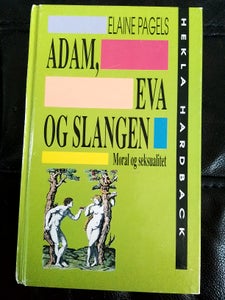 ELAINE PAGELS
ADAM,
EVA
OG SLANGEN
Moral og seksualitet
HEKLA HARDBACK